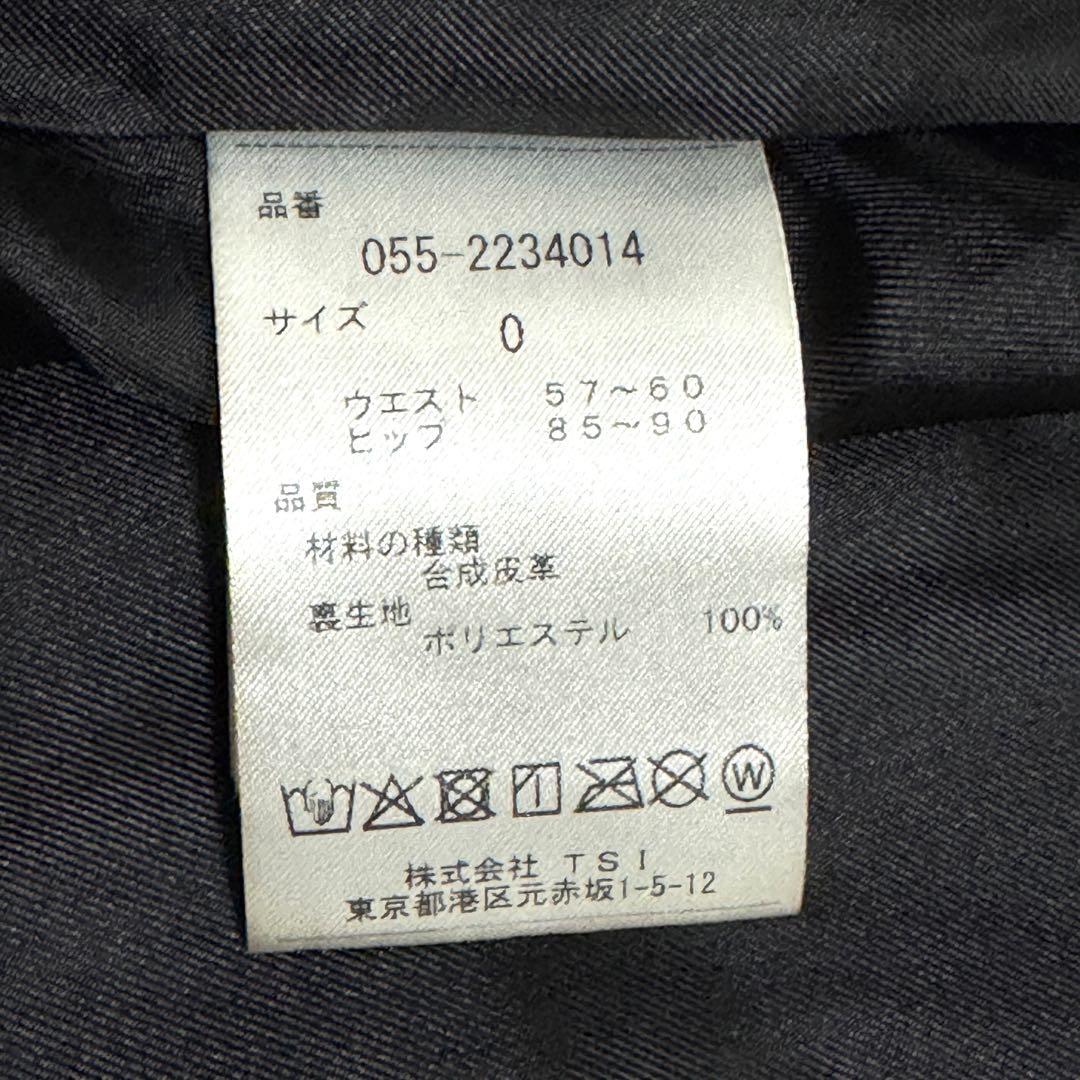 品番
055-2234014
サイズ 0
ウエスト 57～60
ヒップ 85～90
品質
材料の種類
合成皮革
裏生地
ポリエステル 100%
W
株式会社 TSI
東京都港区元赤坂1-5-12